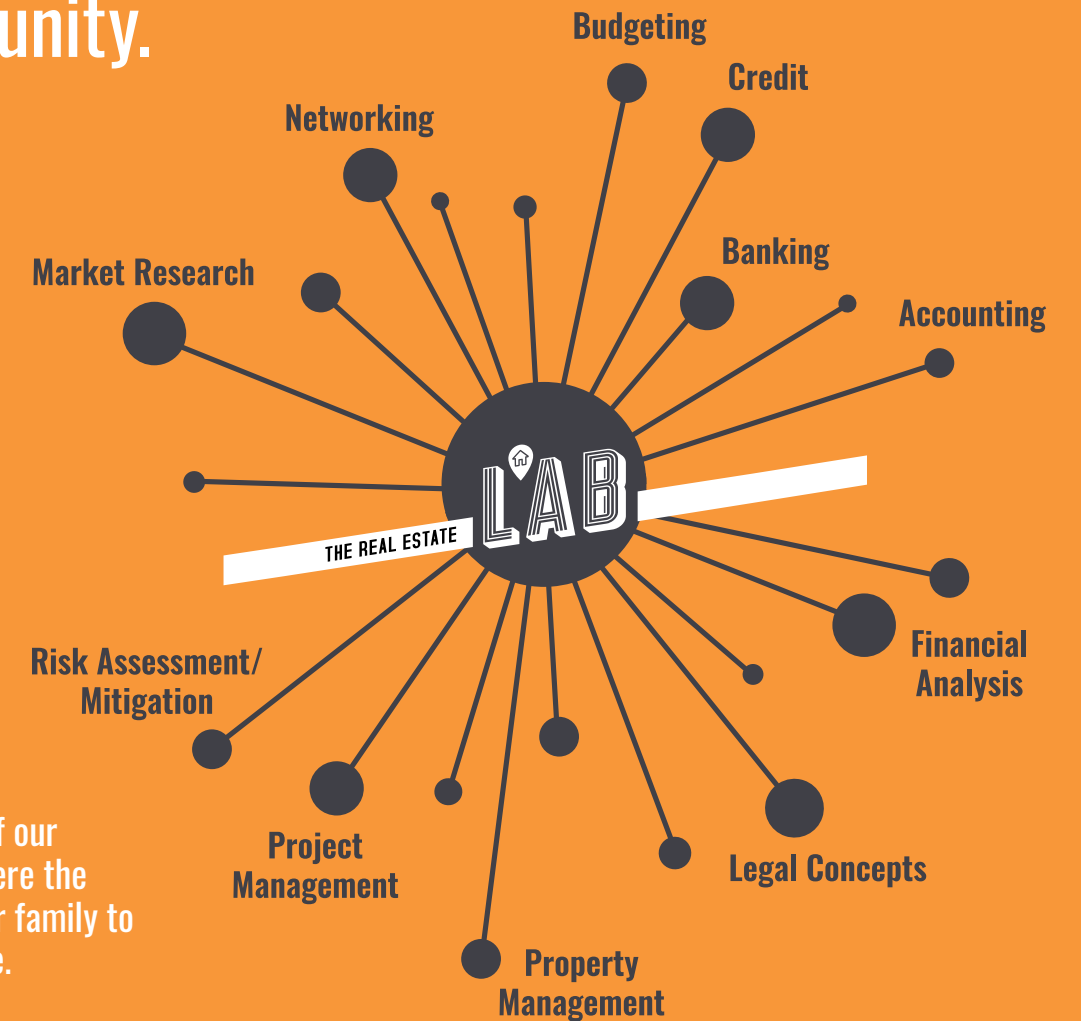 unity.
Budgeting
Credit
Networking
Banking
Market Research
Accounting
THE REAL ESTATE LAB
Risk Assessment/
Mitigation
Financial
Analysis
f our
ere the
r family to
e.
Project
Management
Legal Concepts
Property
Management